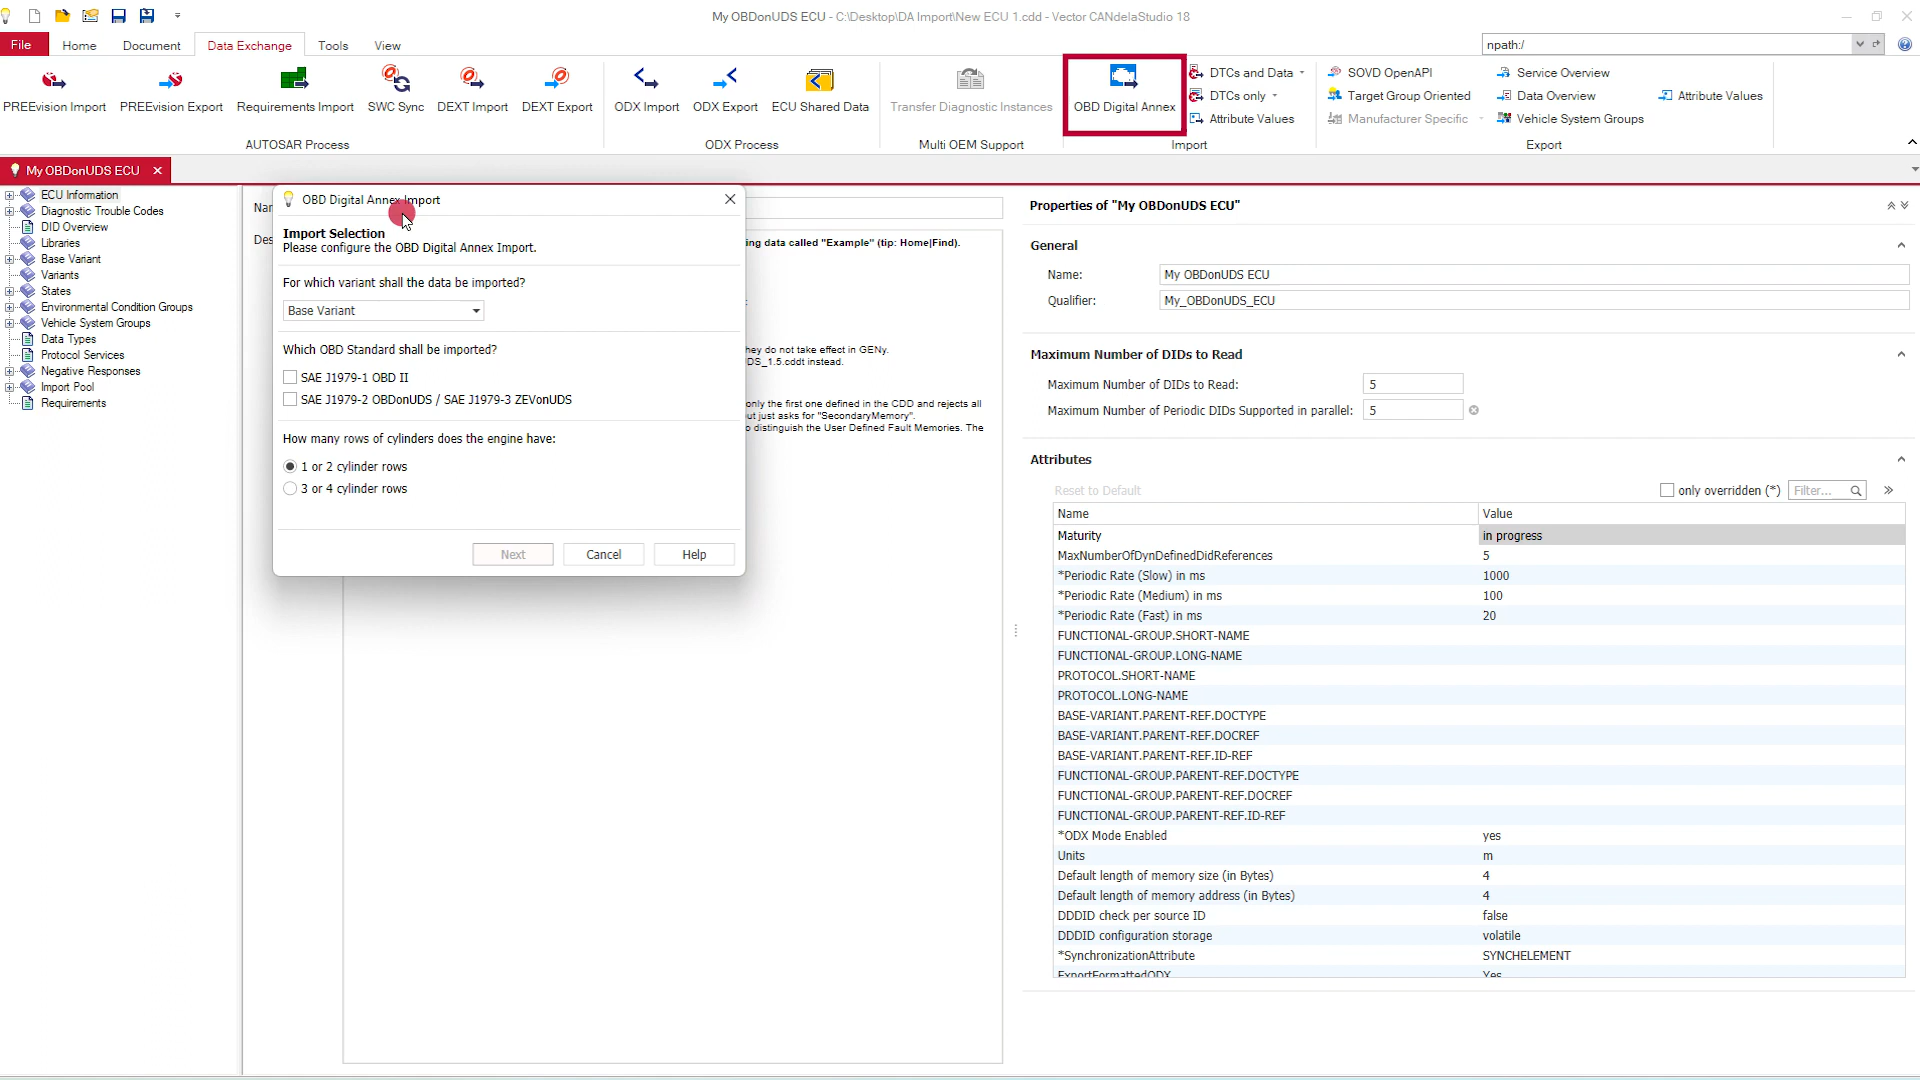 My OBDonUDS ECU - C:\Desktop\DA Import\New ECU 1.cdd - Vector CANdelaStudio 18
File Home Document Data Exchange Tools View npath:/
PREEvision Import PREEvision Export Requirements Import SWC Sync DEXT Import DEXT Export
AUTOSAR Process
ODX Import ODX Export ECU Shared Data
ODX Process
Transfer Diagnostic Instances
Multi OEM Support
OBD Digital Annex
DTCs and Data
DTCs only
Attribute Values
Import
SOVD OpenAPI
Target Group Oriented
Manufacturer Specific
Service Overview
Data Overview
Vehicle System Groups
Attribute Values
Export
My OBDonUDS ECU
ECU Information
Diagnostic Trouble Codes
DID Overview
Libraries
Base Variant
Variants
States
Environmental Condition Groups
Vehicle System Groups
Data Types
Protocol Services
Negative Responses
Import Pool
Requirements
Nar
Des
ing data called "Example" (tip: Home|Find).
:
hey do not take effect in GENy.
DS_1.5.cddt instead.
only the first one defined in the CDD and rejects all
ut just asks for "SecondaryMemory".
o distinguish the User Defined Fault Memories. The
OBD Digital Annex Import
Import Selection
Please configure the OBD Digital Annex Import.
For which variant shall the data be imported?
Base Variant
Which OBD Standard shall be imported?
SAE J1979-1 OBD II
SAE J1979-2 OBDonUDS / SAE J1979-3 ZEVonUDS
How many rows of cylinders does the engine have:
1 or 2 cylinder rows
3 or 4 cylinder rows
Next Cancel Help
Properties of "My OBDonUDS ECU"
General
Name: My OBDonUDS ECU
Qualifier: My_OBDonUDS_ECU
Maximum Number of DIDs to Read
Maximum Number of DIDs to Read: 5
Maximum Number of Periodic DIDs Supported in parallel: 5
Attributes
Reset to Default only overridden (*) Filter...
Name Value
Maturity in progress
MaxNumberOfDynDefinedDidReferences 5
*Periodic Rate (Slow) in ms 1000
*Periodic Rate (Medium) in ms 100
*Periodic Rate (Fast) in ms 20
FUNCTIONAL-GROUP.SHORT-NAME
FUNCTIONAL-GROUP.LONG-NAME
PROTOCOL.SHORT-NAME
PROTOCOL.LONG-NAME
BASE-VARIANT.PARENT-REF.DOCTYPE
BASE-VARIANT.PARENT-REF.DOCREF
BASE-VARIANT.PARENT-REF.ID-REF
FUNCTIONAL-GROUP.PARENT-REF.DOCTYPE
FUNCTIONAL-GROUP.PARENT-REF.DOCREF
FUNCTIONAL-GROUP.PARENT-REF.ID-REF
*ODX Mode Enabled yes
Units m
Default length of memory size (in Bytes) 4
Default length of memory address (in Bytes) 4
DDDID check per source ID false
DDDID configuration storage volatile
*SynchronizationAttribute SYNCHELEMENT
ExportFormattedODX Yes